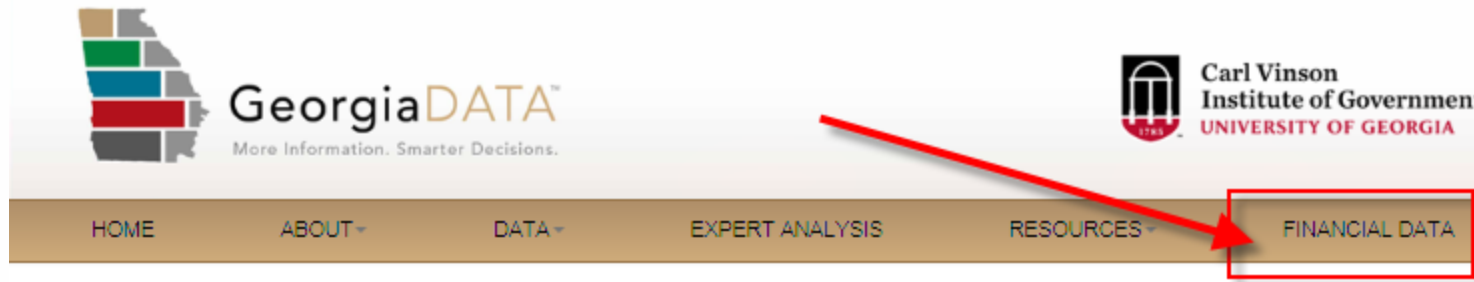 GeorgiaDATA™
More Information. Smarter Decisions.
1785
Carl Vinson
Institute of Governmen
UNIVERSITY OF GEORGIA
HOME ABOUT DATA EXPERT ANALYSIS RESOURCES FINANCIAL DATA